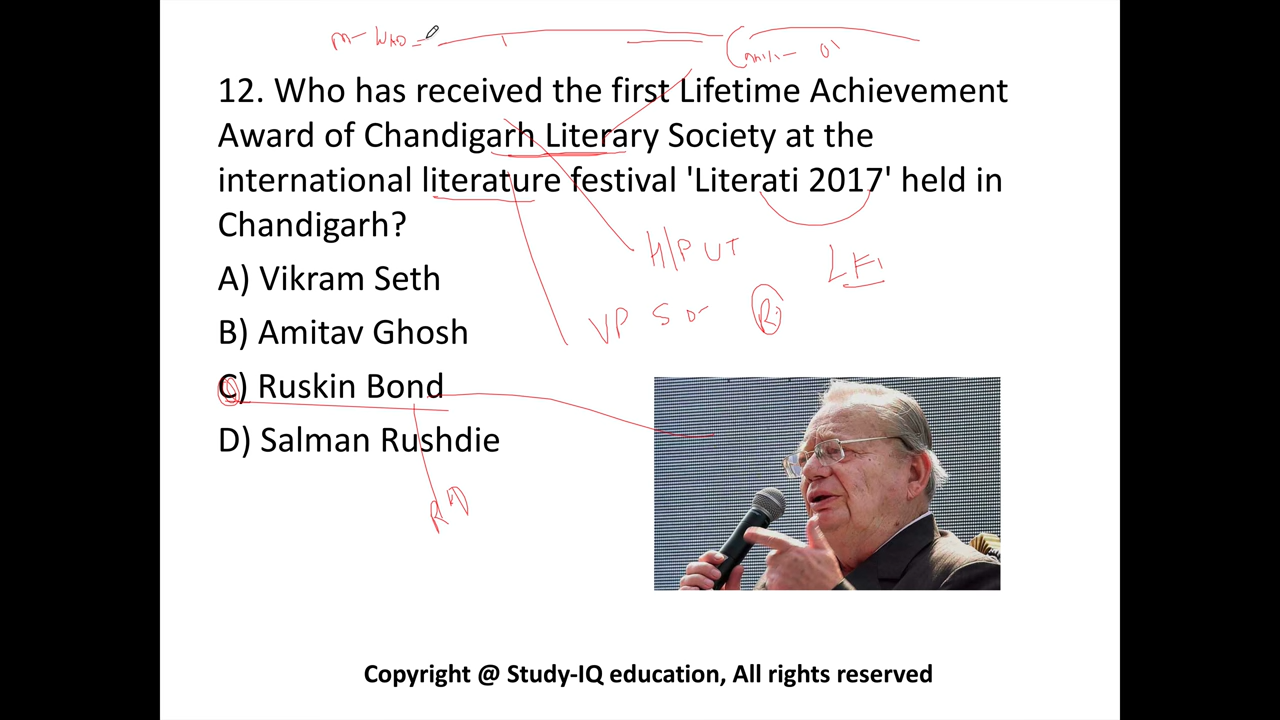 12. Who has received the first Lifetime Achievement
Award of Chandigarh Literary Society at the
international literature festival 'Literati 2017' held in
Chandigarh?
H/P UT
A) Vikram Seth
VP S
B) Amitav Ghosh
C) Ruskin Bond
D) Salman Rushdie
Copyright @ Study-IQ education, All rights reserved